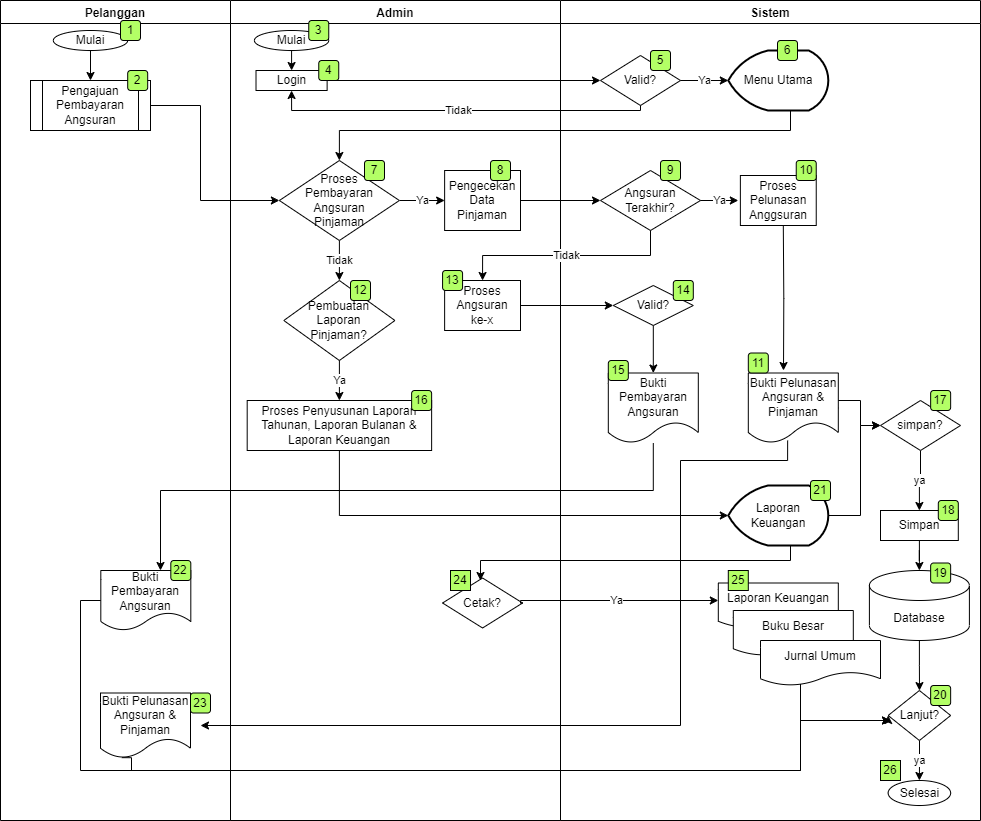 Pelanggan
Admin
Sistem
1
Mulai
2
Pengajuan
Pembayaran
Angsuran
3
Mulai
4
Login
5
Valid?
Ya
6
Menu Utama
Tidak
7
Proses
Pembayaran
Angsuran
Pinjaman
Ya
8
Pengecekan
Data
Pinjaman
9
Angsuran
Terakhir?
Ya
10
Proses
Pelunasan
Anggsuran
Tidak
Tidak
12
Pembuatan
Laporan
Pinjaman?
13
Proses
Angsuran
ke-x
14
Valid?
Ya
15
Bukti
Pembayaran
Angsuran
11
Bukti Pelunasan
Angsuran &
Pinjaman
16
Proses Penyusunan Laporan
Tahunan, Laporan Bulanan &
Laporan Keuangan
17
simpan?
ya
21
Laporan
Keuangan
18
Simpan
22
Bukti
Pembayaran
Angsuran
24
Cetak?
Ya
25
Laporan Keuangan
Buku Besar
Jurnal Umum
19
Database
23
Bukti Pelunasan
Angsuran &
Pinjaman
20
Lanjut?
ya
26
Selesai